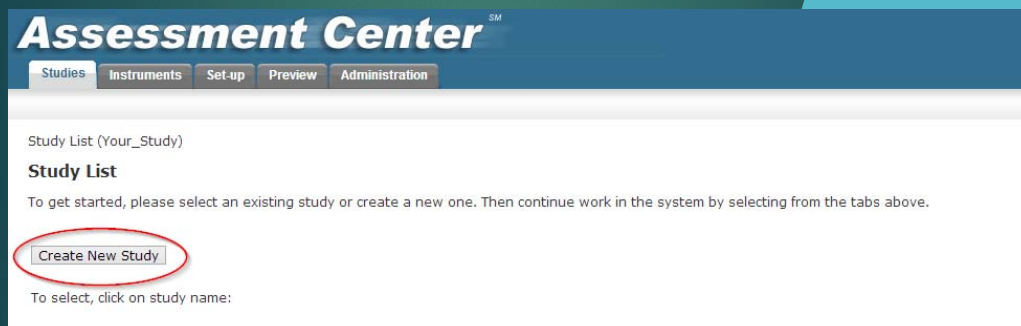 Assessment Center SM
Studies Instruments Set-up Preview Administration
Study List (Your_Study)
Study List
To get started, please select an existing study or create a new one. Then continue work in the system by selecting from the tabs above.
Create New Study
To select, click on study name: